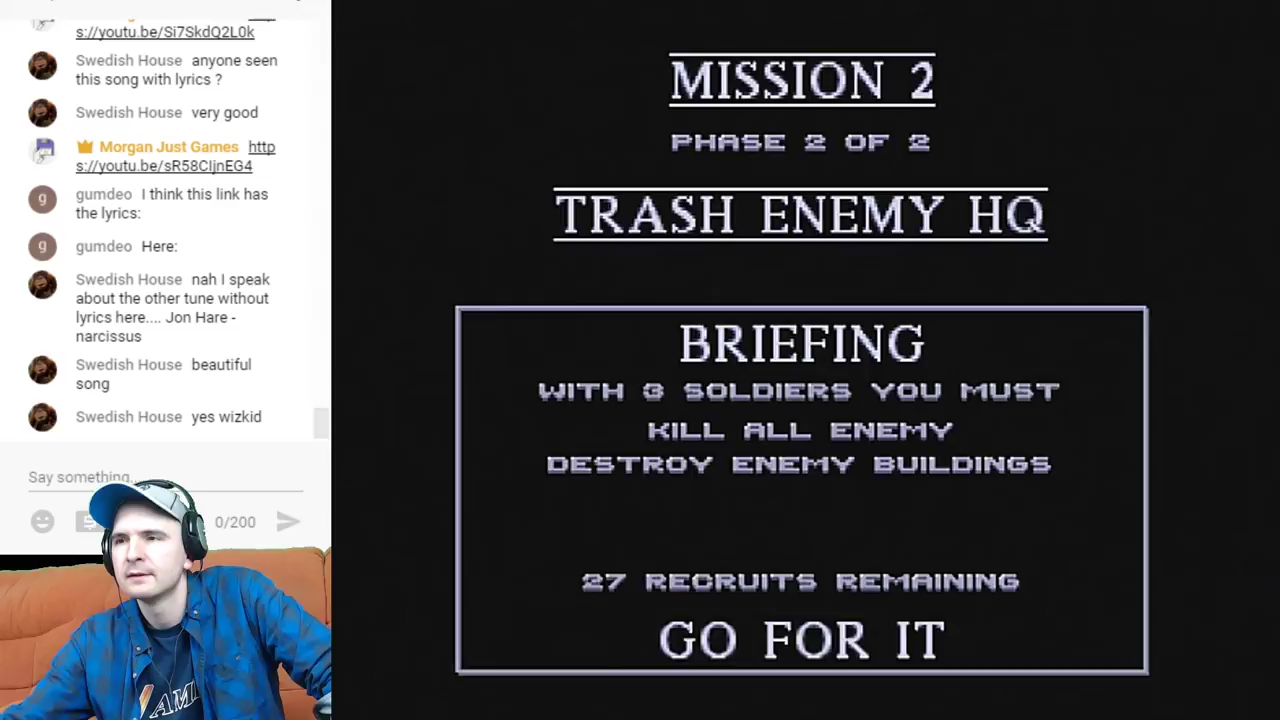 s://youtu.be/Si7SkdQ2L0k
Swedish House anyone seen
this song with lyrics ?
Swedish House very good
Morgan Just Games http
s://youtu.be/sR58CIjnEG4
gumdeo I think this link has
the lyrics:
gumdeo Here:
Swedish House nah I speak
about the other tune without
lyrics here.... Jon Hare -
narcissus
Swedish House beautiful
song
Swedish House yes wizkid
Say something...
0/200
MISSION 2
PHASE 2 OF 2
TRASH ENEMY HQ
BRIEFING
WITH 3 SOLDIERS YOU MUST
KILL ALL ENEMY
DESTROY ENEMY BUILDINGS
27 RECRUITS REMAINING
GO FOR IT